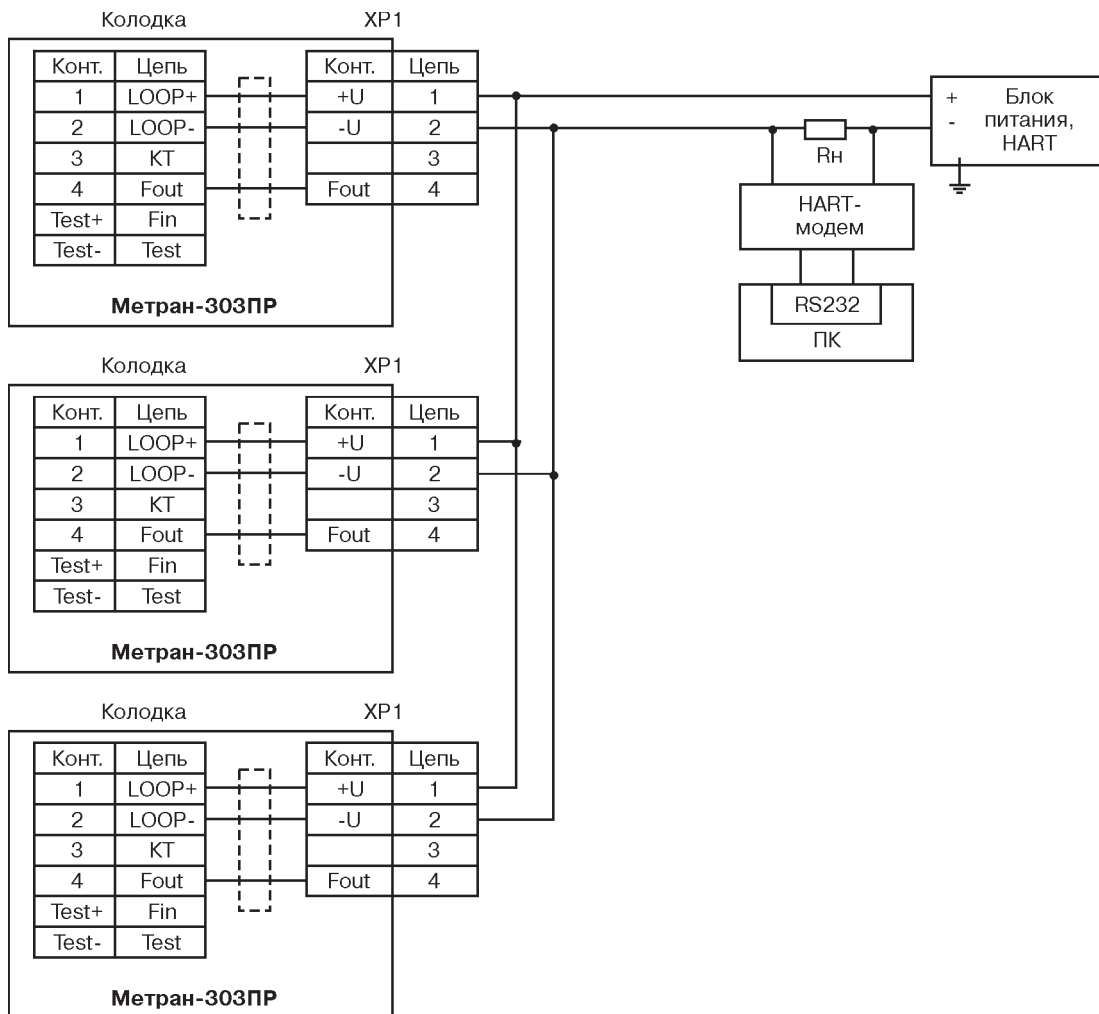 Колодка XP1
Конт. Цепь Конт. Цепь
1 LOOP+ +U 1
2 LOOP- -U 2
3 КТ 3
4 Fout Fout 4
Test+ Fin
Test- Test
Метран-303ПР
+ Блок
- питания,
HART
Rн
HART-
модем
RS232
ПК
Колодка XP1
Конт. Цепь Конт. Цепь
1 LOOP+ +U 1
2 LOOP- -U 2
3 КТ 3
4 Fout Fout 4
Test+ Fin
Test- Test
Метран-303ПР
Колодка XP1
Конт. Цепь Конт. Цепь
1 LOOP+ +U 1
2 LOOP- -U 2
3 КТ 3
4 Fout Fout 4
Test+ Fin
Test- Test
Метран-303ПР